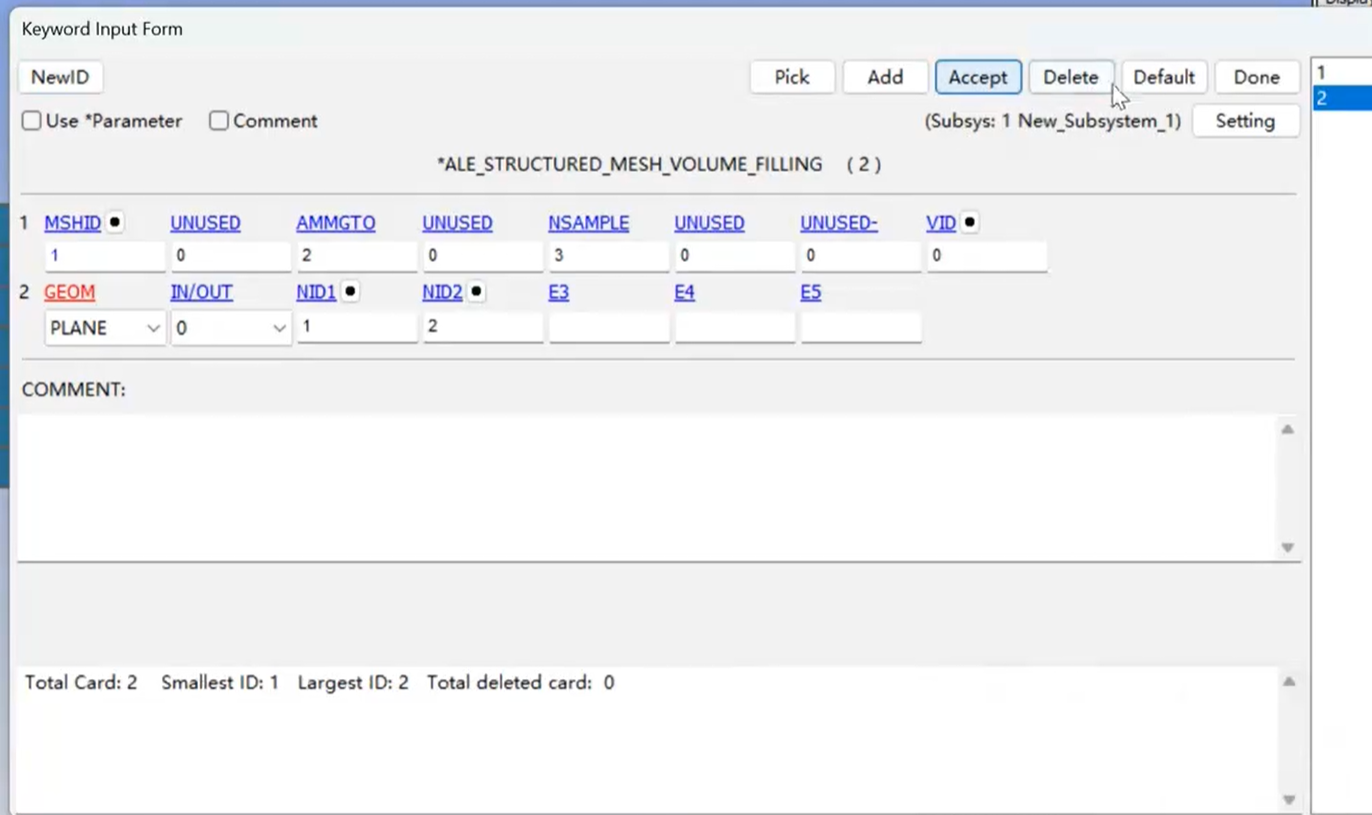 Display
Keyword Input Form
NewID Pick Add Accept Delete Default Done
1
2
Use *Parameter Comment (Subsys: 1 New_Subsystem_1) Setting
*ALE_STRUCTURED_MESH_VOLUME_FILLING ( 2 )
1 MSHID UNUSED AMMGTO UNUSED NSAMPLE UNUSED UNUSED- VID
1 0 2 0 3 0 0 0
2 GEOM IN/OUT NID1 NID2 E3 E4 E5
PLANE 0 1 2
COMMENT:
Total Card: 2 Smallest ID: 1 Largest ID: 2 Total deleted card: 0